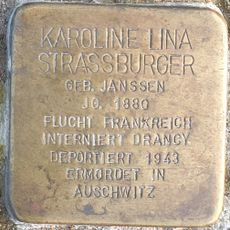 KAROLINE LINA
STRASSBURGER
GEB. JANSSEN
JG. 1880
FLUCHT FRANKREICH
INTERNIERT DRANCY
DEPORTIERT 1943
ERMORDET IN
AUSCHWITZ